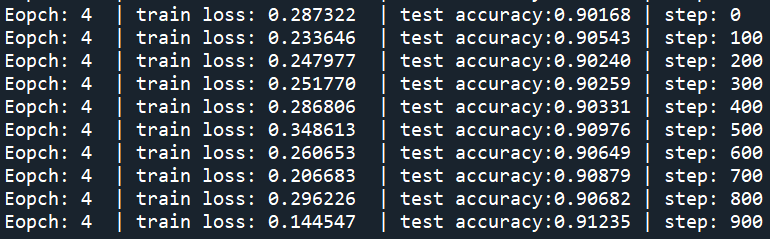 Eopch: 4 | train loss: 0.287322 | test accuracy:0.90168 | step: 0
Eopch: 4 | train loss: 0.233646 | test accuracy:0.90543 | step: 100
Eopch: 4 | train loss: 0.247977 | test accuracy:0.90240 | step: 200
Eopch: 4 | train loss: 0.251770 | test accuracy:0.90259 | step: 300
Eopch: 4 | train loss: 0.286806 | test accuracy:0.90331 | step: 400
Eopch: 4 | train loss: 0.348613 | test accuracy:0.90976 | step: 500
Eopch: 4 | train loss: 0.260653 | test accuracy:0.90649 | step: 600
Eopch: 4 | train loss: 0.206683 | test accuracy:0.90879 | step: 700
Eopch: 4 | train loss: 0.296226 | test accuracy:0.90682 | step: 800
Eopch: 4 | train loss: 0.144547 | test accuracy:0.91235 | step: 900